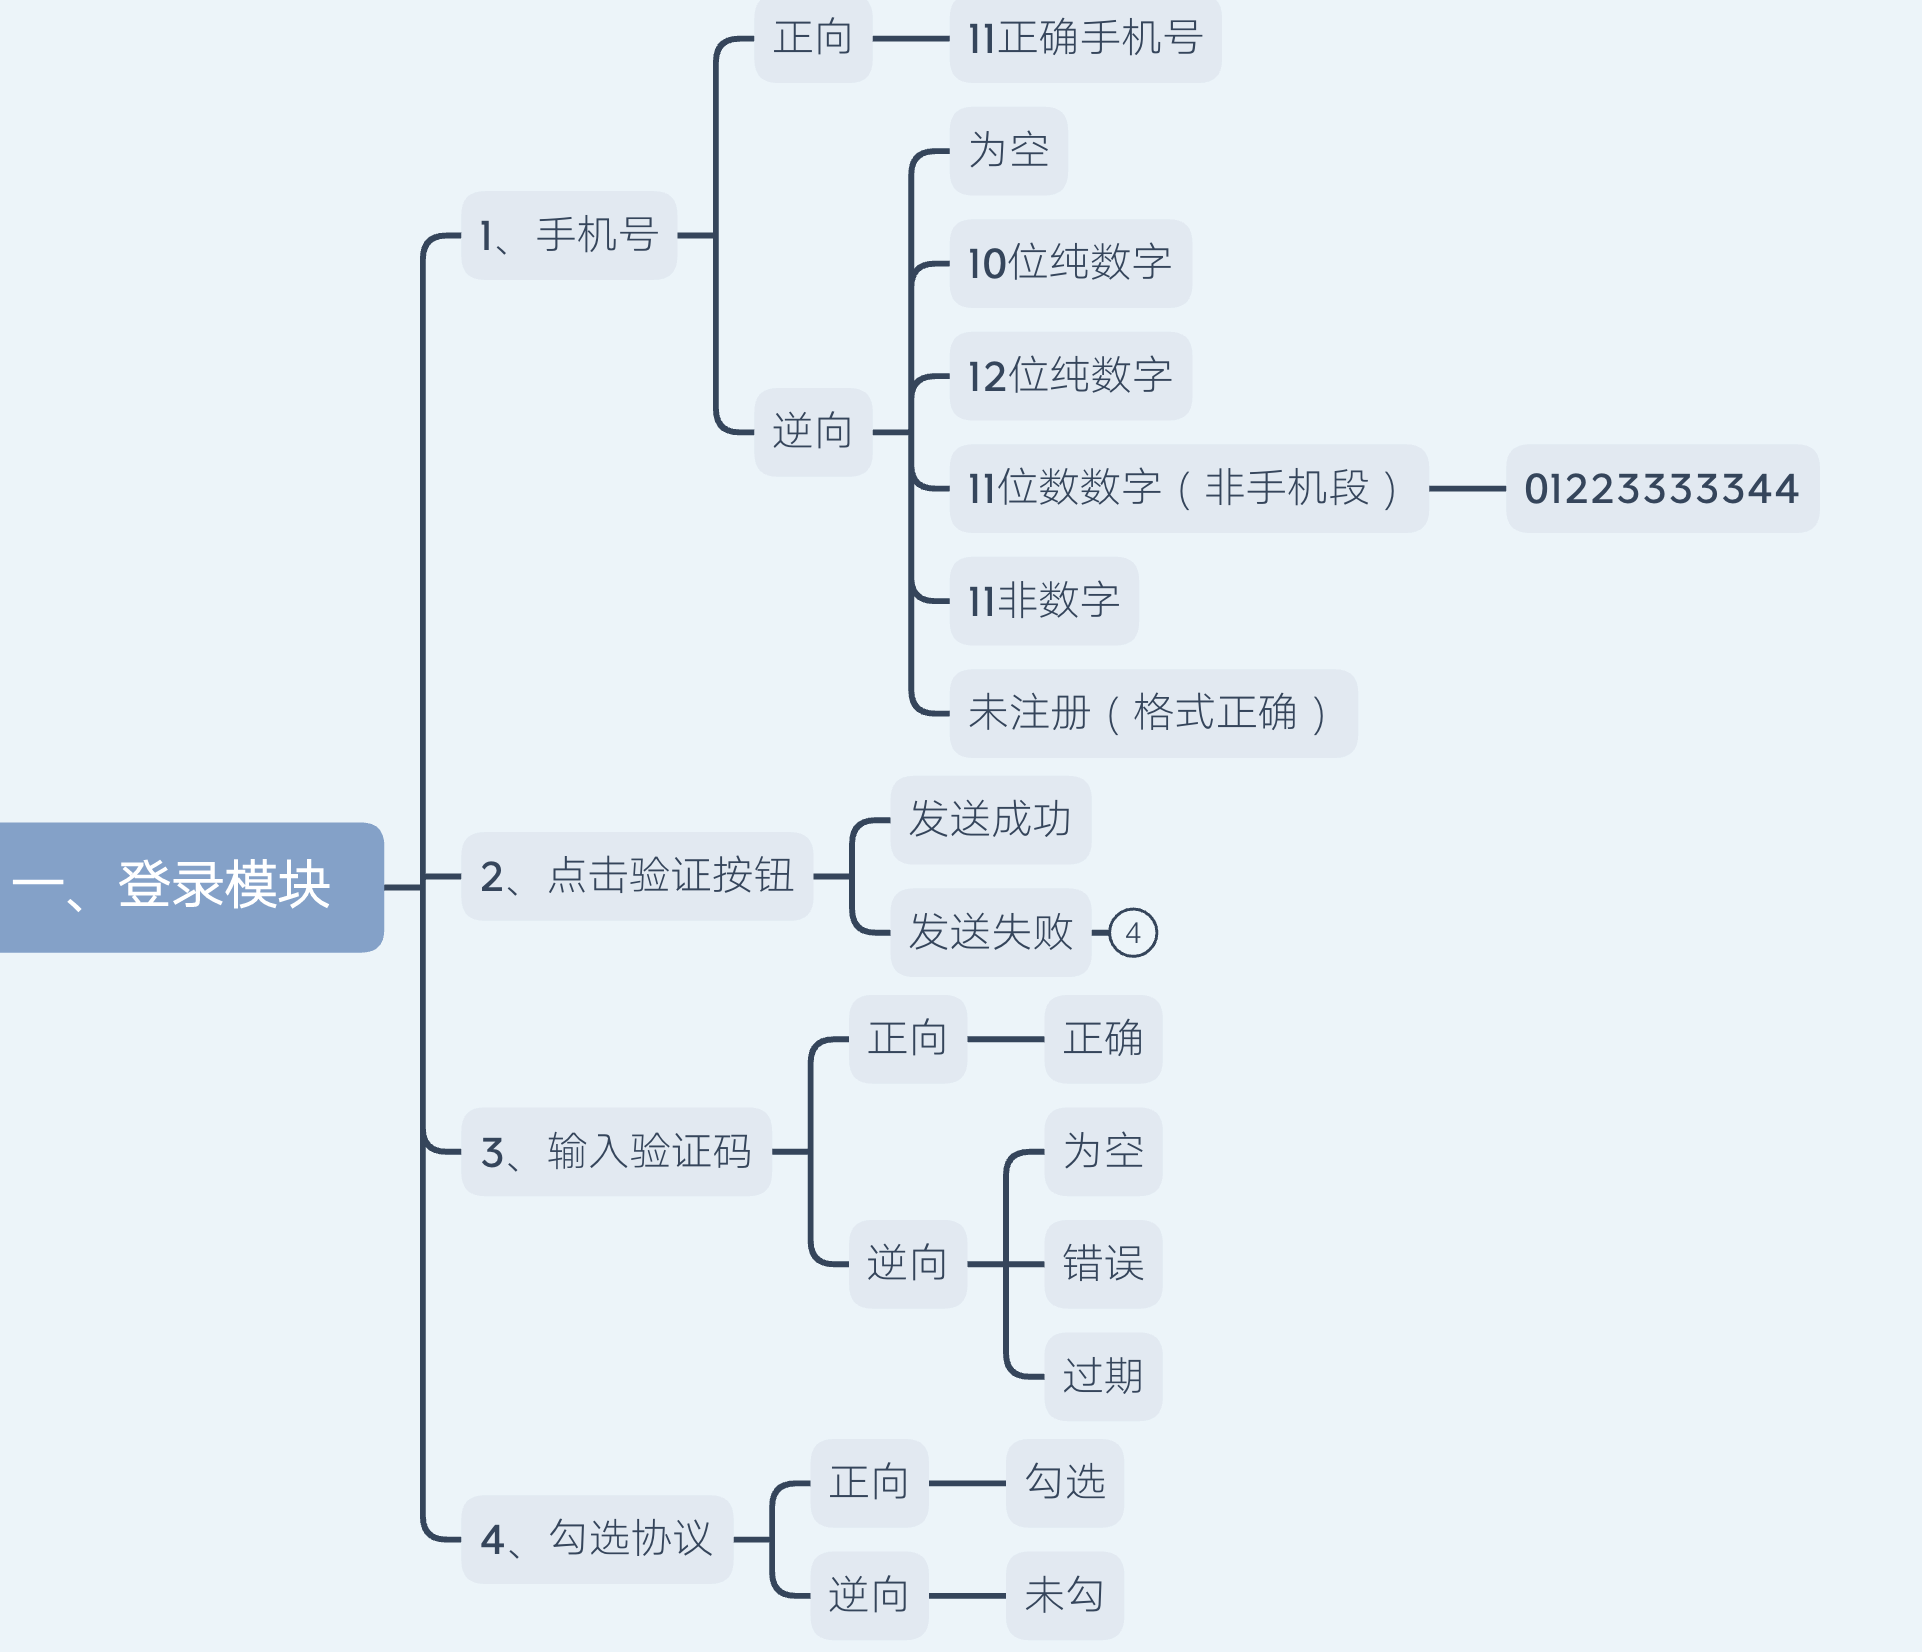 一、登录模块
1、手机号
正向
11正确手机号
逆向
为空
10位纯数字
12位纯数字
11位数数字（非手机段）
01223333344
11非数字
未注册（格式正确）
2、点击验证按钮
发送成功
发送失败
4
3、输入验证码
正向
正确
逆向
为空
错误
过期
4、勾选协议
正向
勾选
逆向
未勾